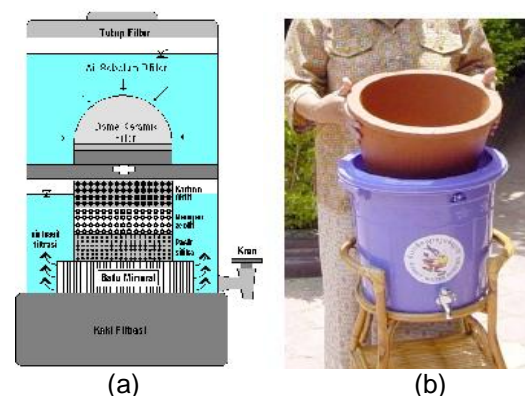 Tutup Filter
Air Sebelum Difilter
Dome Keramik
Filter
Karbon
aktif
Mangan
zeolit
Pasir
silika
air hasil
filtrasi
Kran
Batu Mineral
Kaki Filtrasi
(a)
(b)